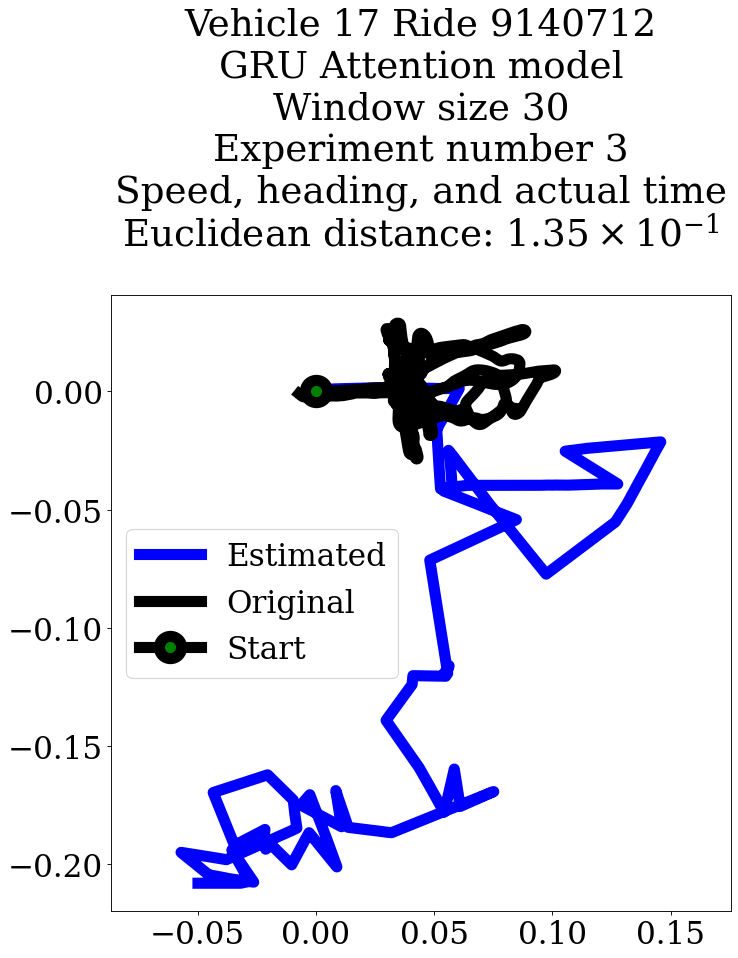 Vehicle 17 Ride 9140712
GRU Attention model
Window size 30
Experiment number 3
Speed, heading, and actual time
Euclidean distance: 1.35 × 10⁻¹
0.00
−0.05
−0.10
−0.15
−0.20
Estimated
Original
Start
−0.05 0.00 0.05 0.10 0.15